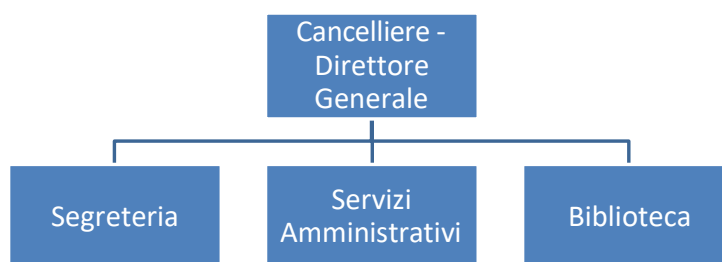 Cancelliere -
Direttore
Generale
Segreteria
Servizi
Amministrativi
Biblioteca